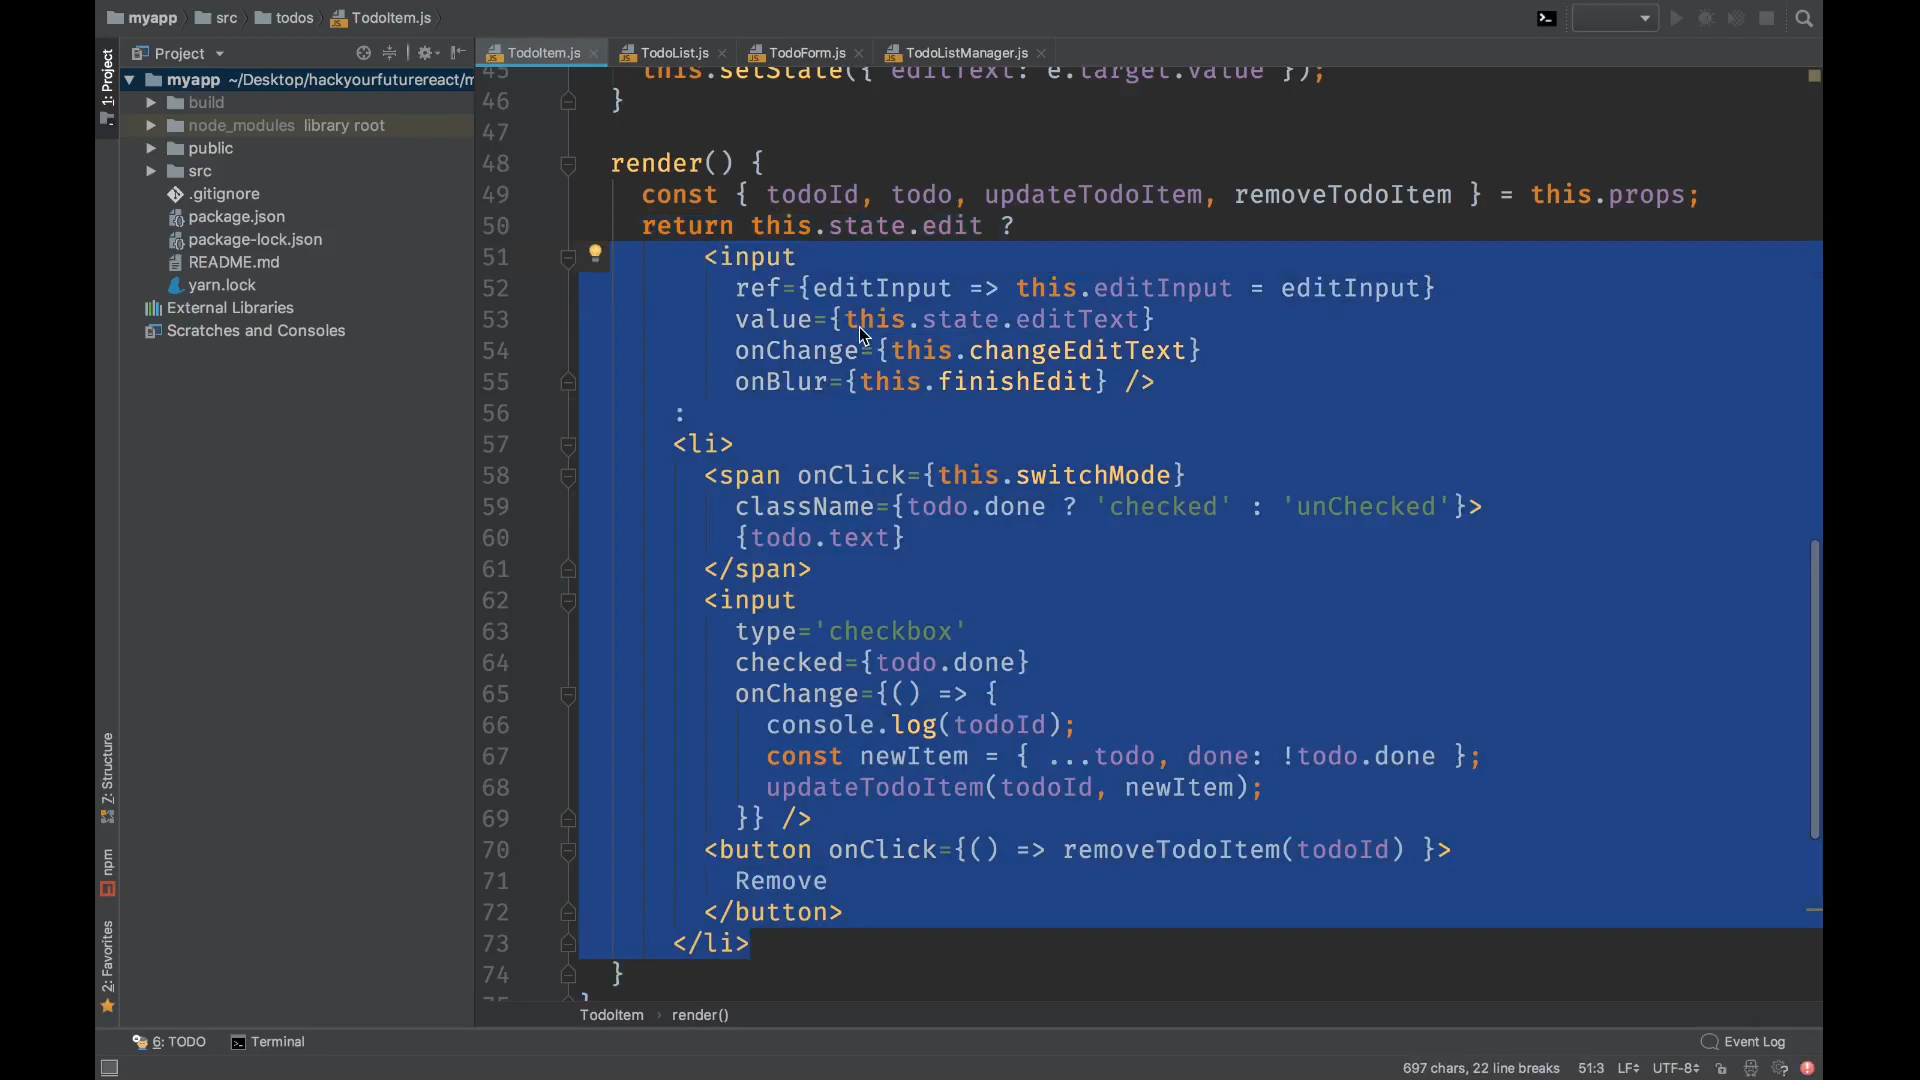 myapp src todos TodoItem.js
1: Project
Project
TodoItem.js TodoList.js TodoForm.js TodoListManager.js
myapp ~/Desktop/hackyourfuturereact/m
build
node_modules library root
public
src
.gitignore
package.json
package-lock.json
README.md
yarn.lock
External Libraries
Scratches and Consoles
45 this.setState({ editText: e.target.value });
46 }
47
48 render() {
49 const { todoId, todo, updateTodoItem, removeTodoItem } = this.props;
50 return this.state.edit ?
51 <input
52 ref={editInput => this.editInput = editInput}
53 value={this.state.editText}
54 onChange={this.changeEditText}
55 onBlur={this.finishEdit} />
56 :
57 <li>
58 <span onClick={this.switchMode}
59 className={todo.done ? 'checked' : 'unChecked'}>
60 {todo.text}
61 </span>
62 <input
63 type='checkbox'
64 checked={todo.done}
65 onChange={() => {
66 console.log(todoId);
67 const newItem = { ...todo, done: !todo.done };
68 updateTodoItem(todoId, newItem);
69 }} />
70 <button onClick={() => removeTodoItem(todoId) }>
71 Remove
72 </button>
73 </li>
74 }
75 }
7: Structure
npm
2: Favorites
TodoItem › render()
6: TODO Terminal Event Log
697 chars, 22 line breaks 51:3 LF UTF-8